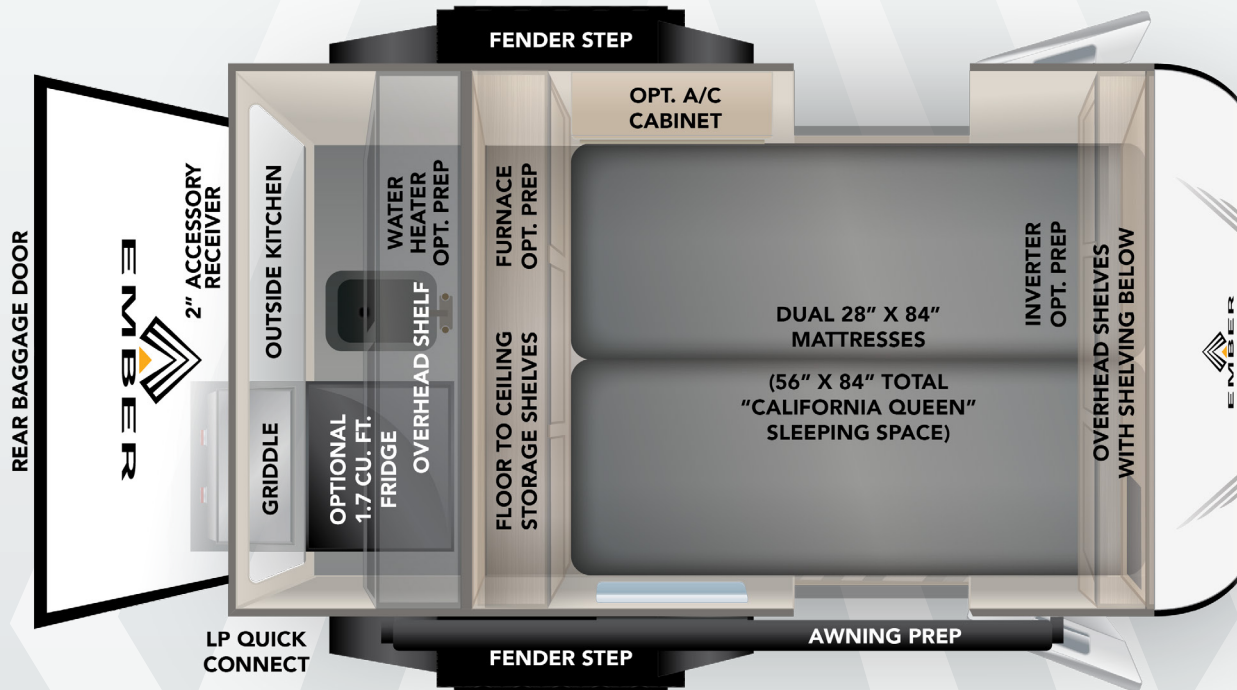 FENDER STEP
OPT. A/C
CABINET
REAR BAGGAGE DOOR
EMBER
2” ACCESSORY
RECEIVER
OUTSIDE KITCHEN
GRIDDLE
WATER
HEATER
OPT. PREP
OVERHEAD SHELF
OPTIONAL
1.7 CU. FT.
FRIDGE
FURNACE
OPT. PREP
FLOOR TO CEILING
STORAGE SHELVES
DUAL 28” X 84”
MATTRESSES
(56” X 84” TOTAL
“CALIFORNIA QUEEN”
SLEEPING SPACE)
INVERTER
OPT. PREP
OVERHEAD SHELVES
WITH SHELVING BELOW
EMBER
LP QUICK
CONNECT
FENDER STEP
AWNING PREP